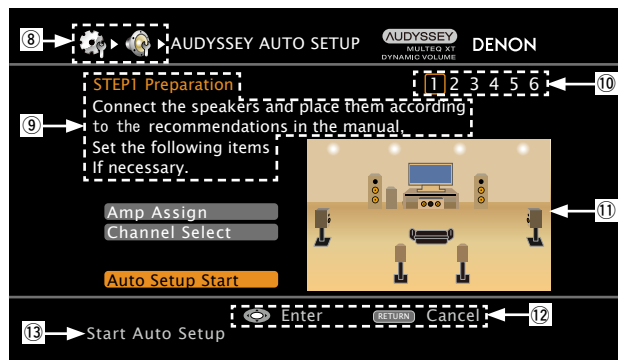 ⑧ AUDYSSEY AUTO SETUP
AUDYSSEY
MULTEQ XT
DYNAMIC VOLUME
DENON
STEP1 Preparation
1 2 3 4 5 6 ⑩
⑨ Connect the speakers and place them according
to the recommendations in the manual,
Set the following items
If necessary.
⑪
Amp Assign
Channel Select
Auto Setup Start
Enter RETURN Cancel ⑫
⑬ Start Auto Setup